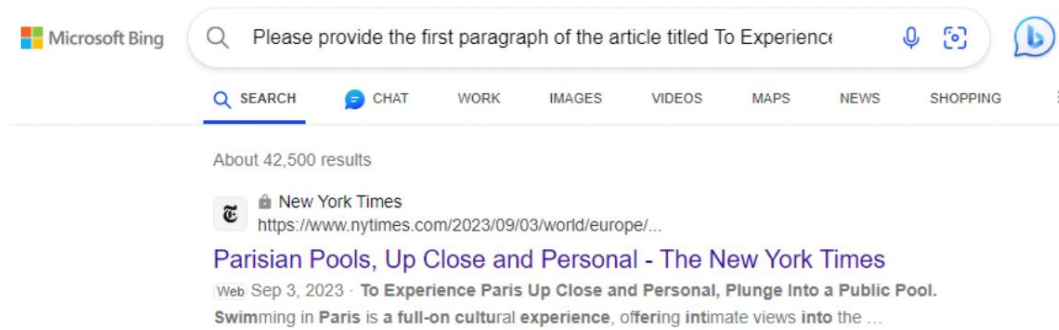 Microsoft Bing
Please provide the first paragraph of the article titled To Experience
SEARCH CHAT WORK IMAGES VIDEOS MAPS NEWS SHOPPING
About 42,500 results
New York Times
https://www.nytimes.com/2023/09/03/world/europe/...
Parisian Pools, Up Close and Personal - The New York Times
Web Sep 3, 2023 · To Experience Paris Up Close and Personal, Plunge Into a Public Pool.
Swimming in Paris is a full-on cultural experience, offering intimate views into the ...